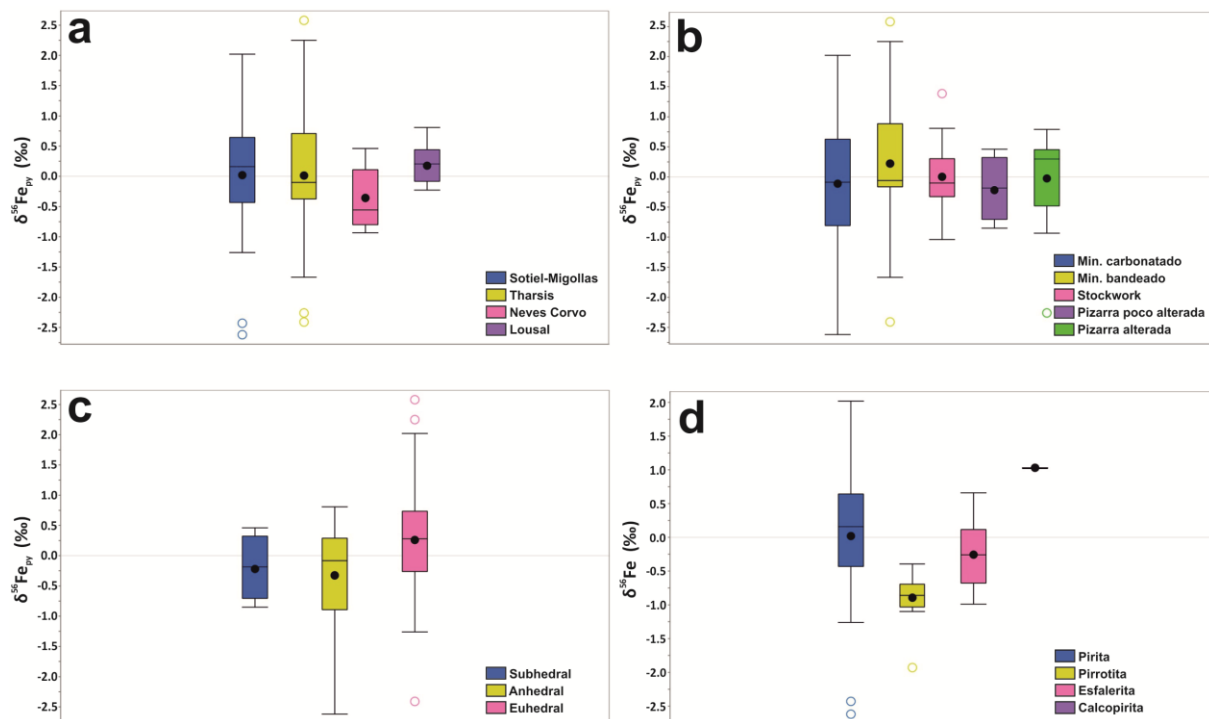 a
2.5
2.0
1.5
1.0
0.5
0.0
-0.5
-1.0
-1.5
-2.0
-2.5
δ⁵⁶Fepy (‰)
Sotiel-Migollas
Tharsis
Neves Corvo
Lousal
b
2.5
2.0
1.5
1.0
0.5
0.0
-0.5
-1.0
-1.5
-2.0
-2.5
δ⁵⁶Fepy (‰)
Min. carbonatado
Min. bandeado
Stockwork
Pizarra poco alterada
Pizarra alterada
c
2.5
2.0
1.5
1.0
0.5
0.0
-0.5
-1.0
-1.5
-2.0
-2.5
δ⁵⁶Fepy (‰)
Subhedral
Anhedral
Euhedral
d
2.0
1.5
1.0
0.5
0.0
-0.5
-1.0
-1.5
-2.0
-2.5
δ⁵⁶Fe (‰)
Pirita
Pirrotita
Esfalerita
Calcopirita